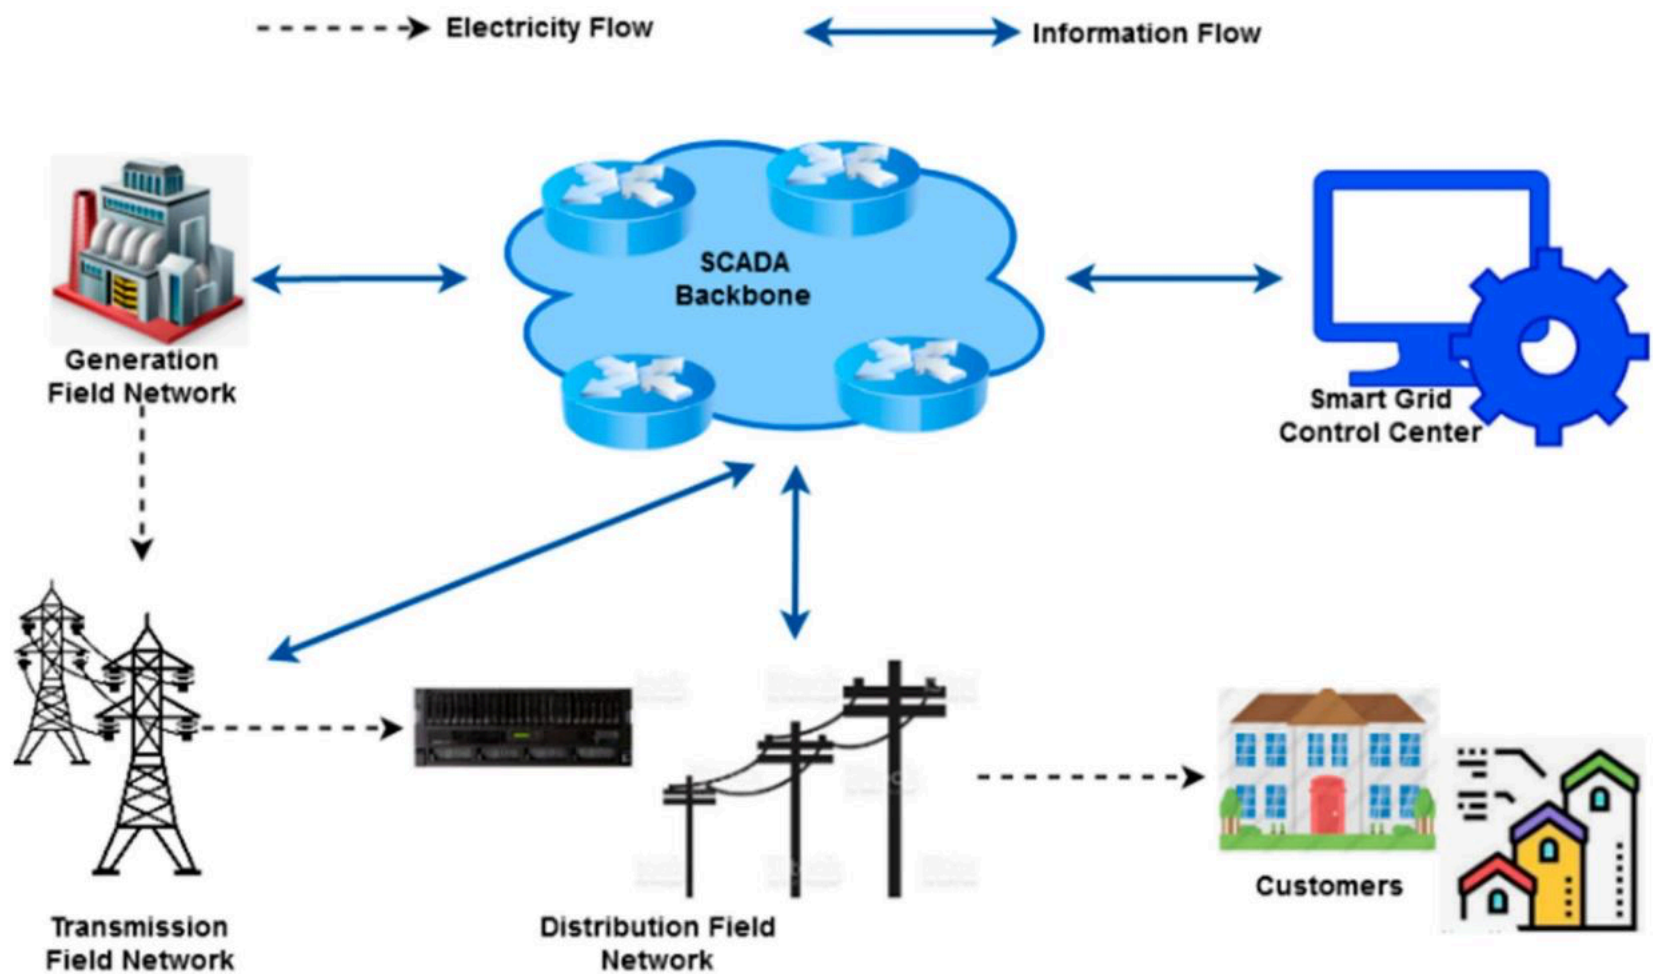 Electricity Flow
Information Flow
SCADA
Backbone
Generation
Field Network
Smart Grid
Control Center
Transmission
Field Network
Distribution Field
Network
Customers